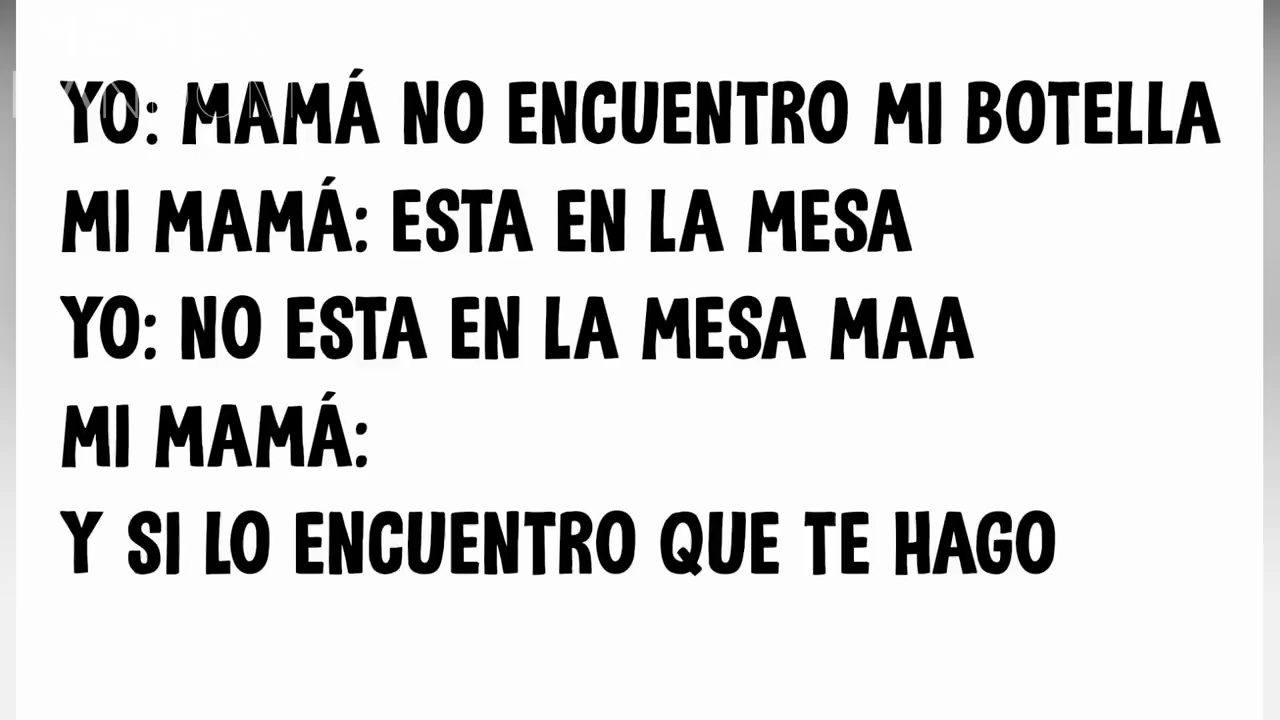 YO: MAMÁ NO ENCUENTRO MI BOTELLA
MI MAMÁ: ESTA EN LA MESA
YO: NO ESTA EN LA MESA MAA
MI MAMÁ:
Y SI LO ENCUENTRO QUE TE HAGO